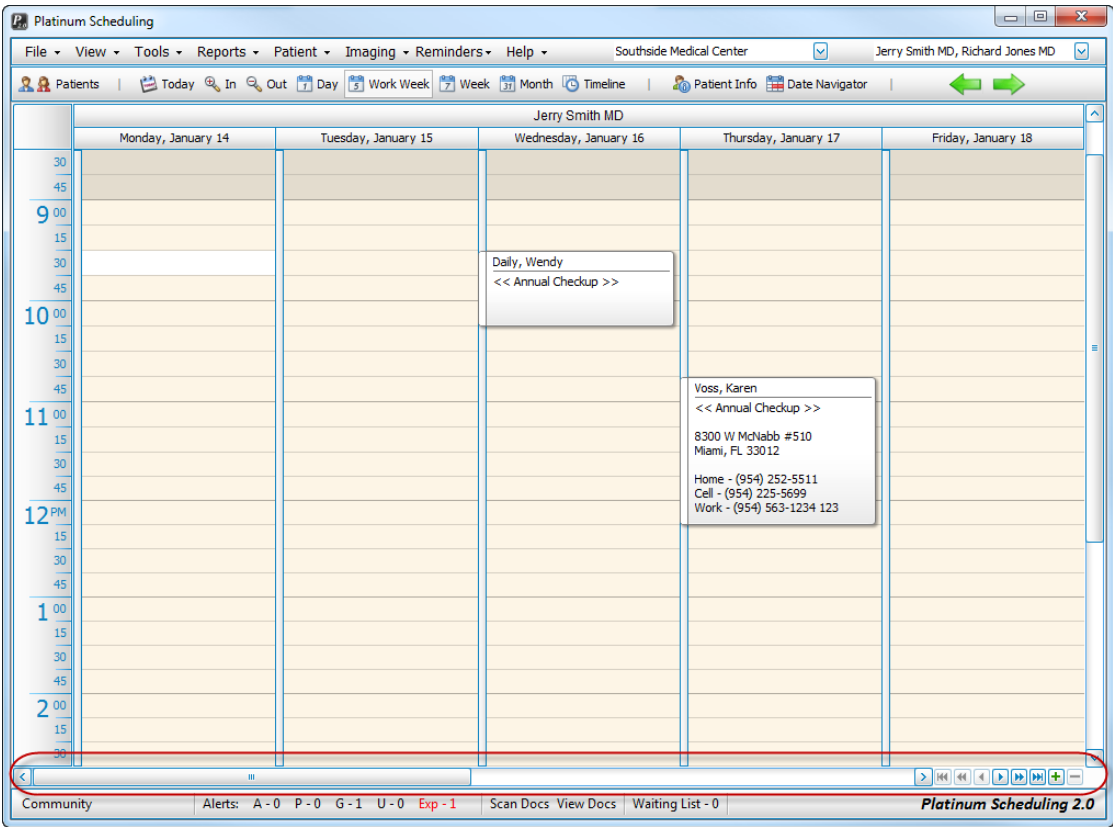 Platinum Scheduling
File View Tools Reports Patient Imaging Reminders Help Southside Medical Center Jerry Smith MD, Richard Jones MD
Patients | Today In Out Day Work Week Week Month Timeline | Patient Info Date Navigator |
Jerry Smith MD
Monday, January 14 Tuesday, January 15 Wednesday, January 16 Thursday, January 17 Friday, January 18
30
45
9 00
15
30
Daily, Wendy
45
<< Annual Checkup >>
10 00
15
30
45
Voss, Karen
<< Annual Checkup >>
11 00
15
8300 W McNabb #510
Miami, FL 33012
30
45
Home - (954) 252-5511
Cell - (954) 225-5699
Work - (954) 563-1234 123
12 PM
15
30
45
1 00
15
30
45
2 00
15
30
Community Alerts: A - 0 P - 0 G - 1 U - 0 Exp - 1 Scan Docs View Docs Waiting List - 0 Platinum Scheduling 2.0